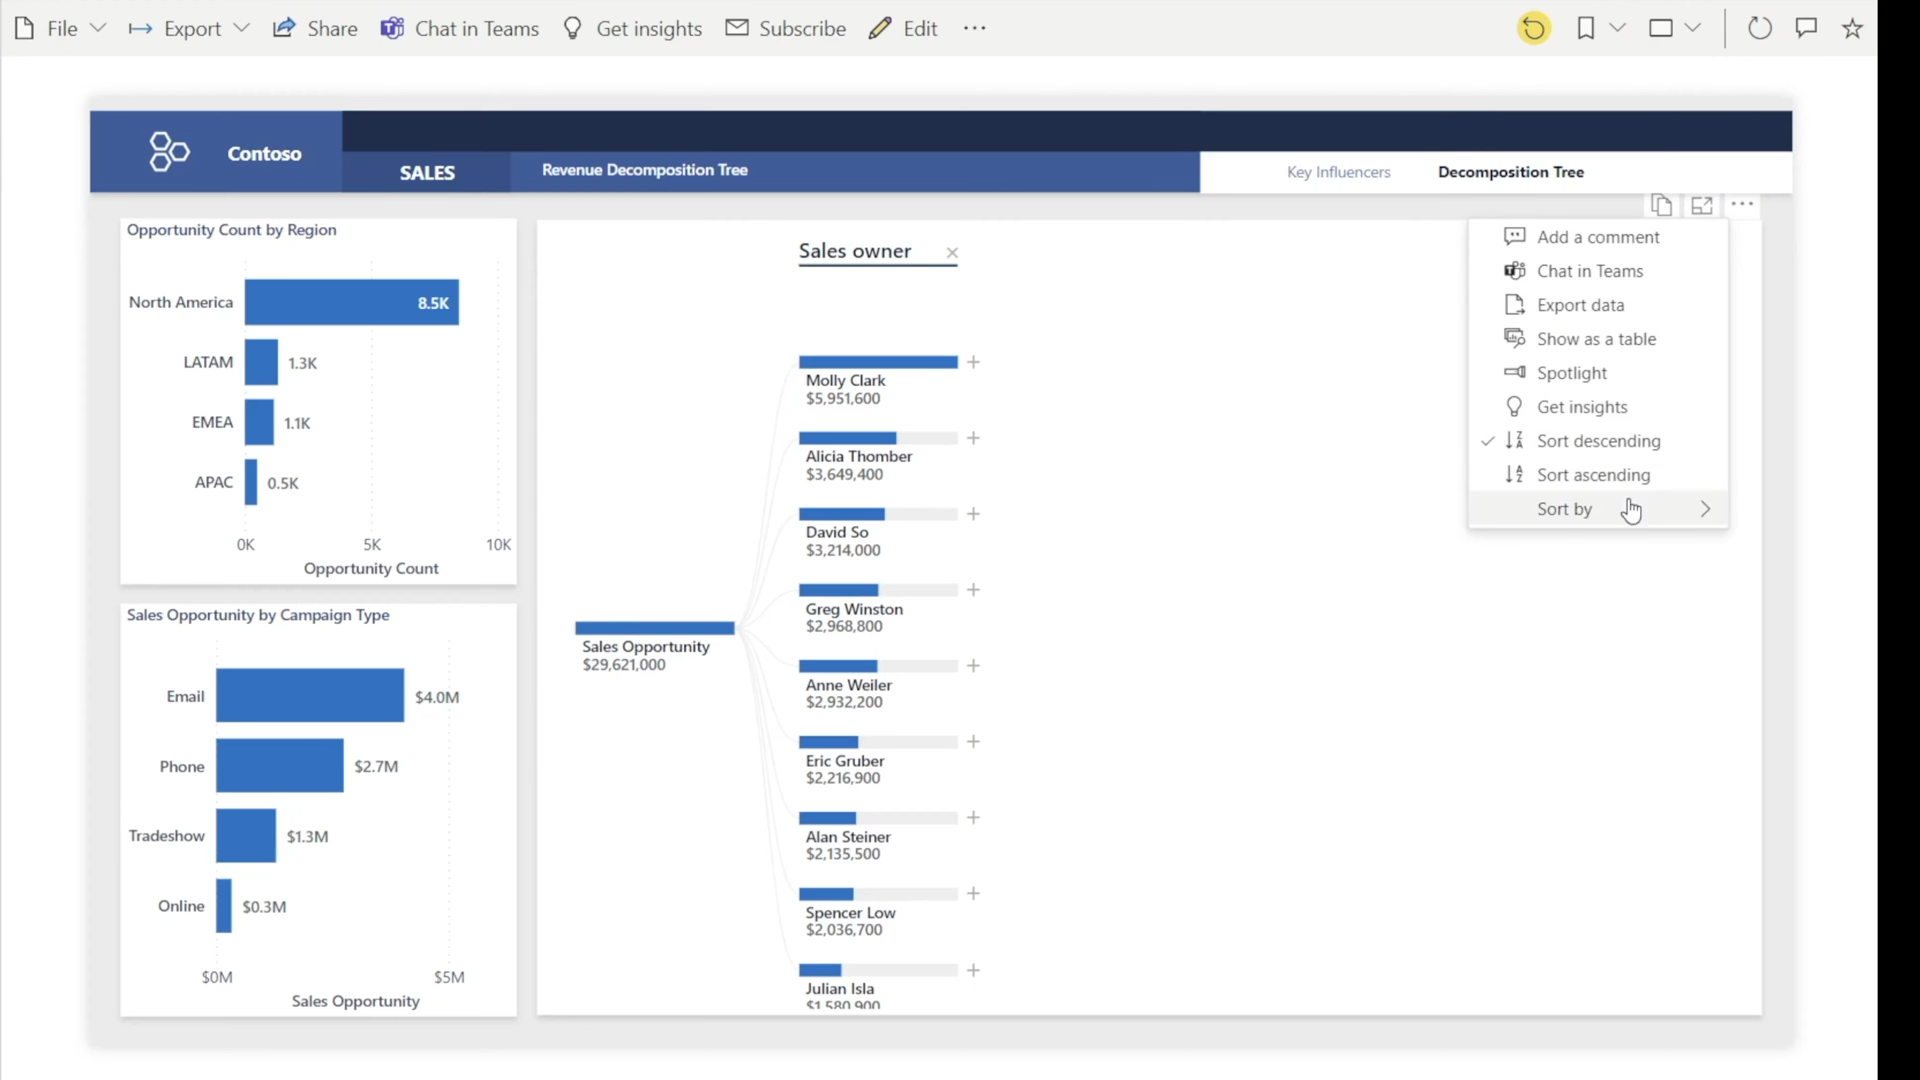 File
Export
Share
Chat in Teams
Get insights
Subscribe
Edit
Contoso
SALES
Revenue Decomposition Tree
Key Influencers
Decomposition Tree
Opportunity Count by Region
North America
8.5K
LATAM
1.3K
EMEA
1.1K
APAC
0.5K
0K
5K
10K
Opportunity Count
Sales Opportunity by Campaign Type
Email
$4.0M
Phone
$2.7M
Tradeshow
$1.3M
Online
$0.3M
$0M
$5M
Sales Opportunity
Sales owner
Sales Opportunity
$29,621,000
Molly Clark
$5,951,600
Alicia Thomber
$3,649,400
David So
$3,214,000
Greg Winston
$2,968,800
Anne Weiler
$2,932,200
Eric Gruber
$2,216,900
Alan Steiner
$2,135,500
Spencer Low
$2,036,700
Julian Isla
$1,580,900
Add a comment
Chat in Teams
Export data
Show as a table
Spotlight
Get insights
Sort descending
Sort ascending
Sort by